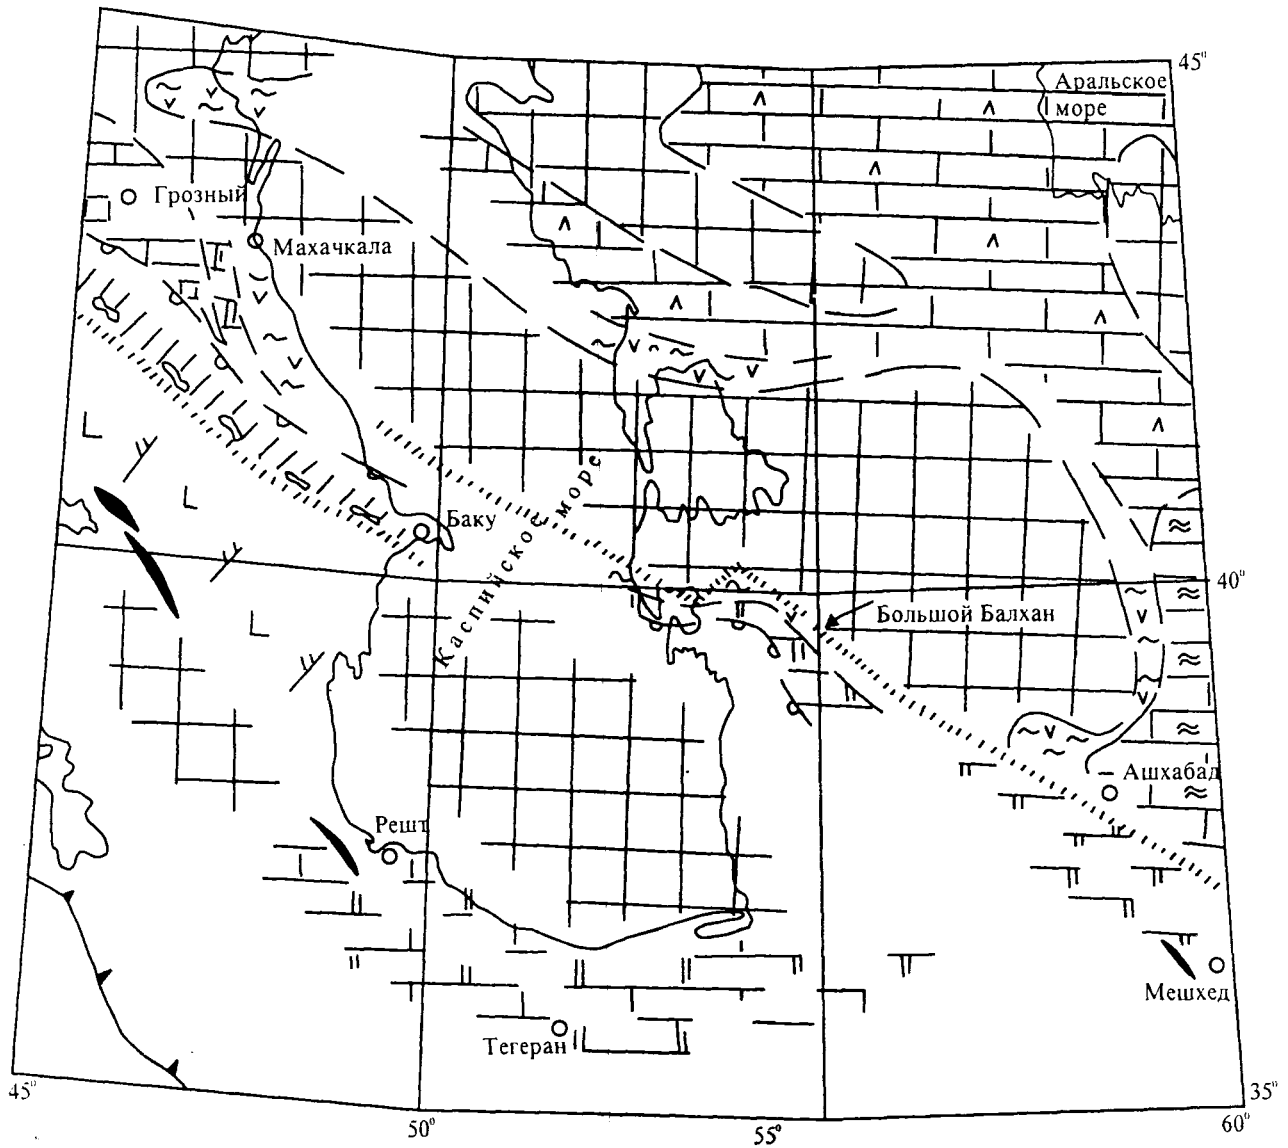 45°
Аральское
море
Грозный
Махачкала
Баку
Каспийское море
40°
Большой Балхан
Ашхабад
Решт
Мешхед
Тегеран
45°
35°
50°
55°
60°